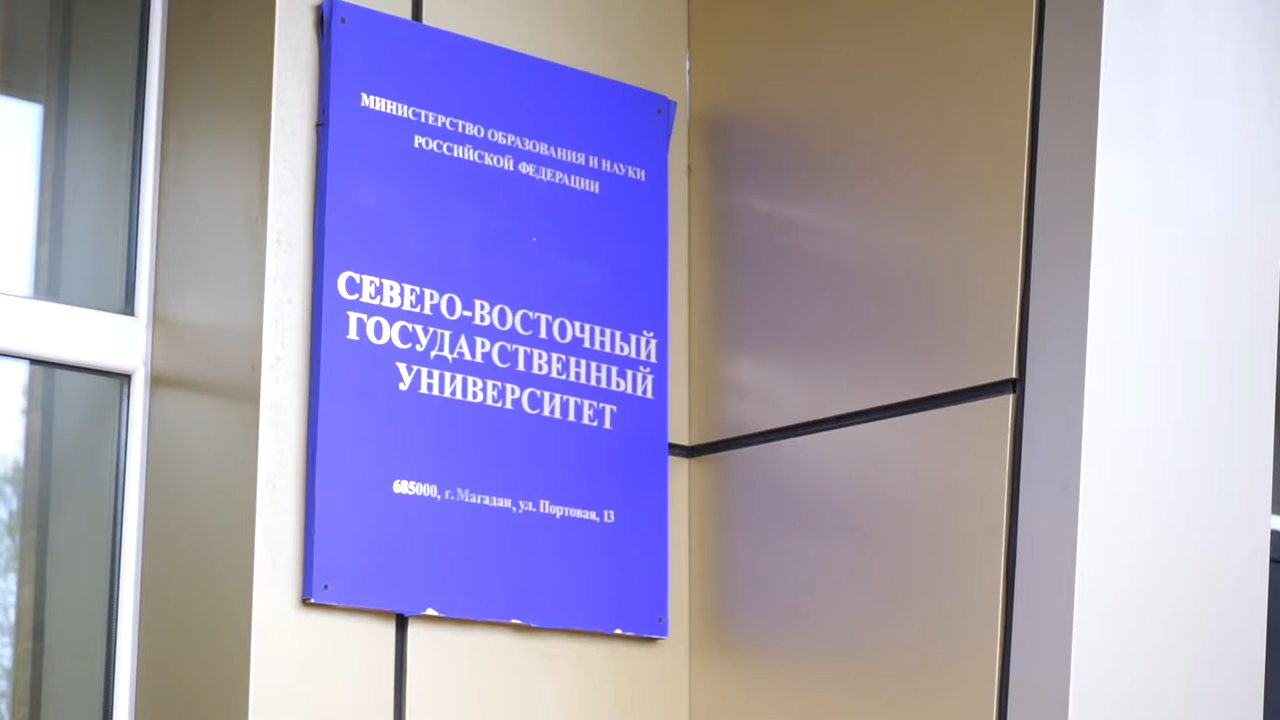 МИНИСТЕРСТВО ОБРАЗОВАНИЯ И НАУКИ
РОССИЙСКОЙ ФЕДЕРАЦИИ
СЕВЕРО-ВОСТОЧНЫЙ
ГОСУДАРСТВЕННЫЙ
УНИВЕРСИТЕТ
685000, г. Магадан, ул. Портовая, 13